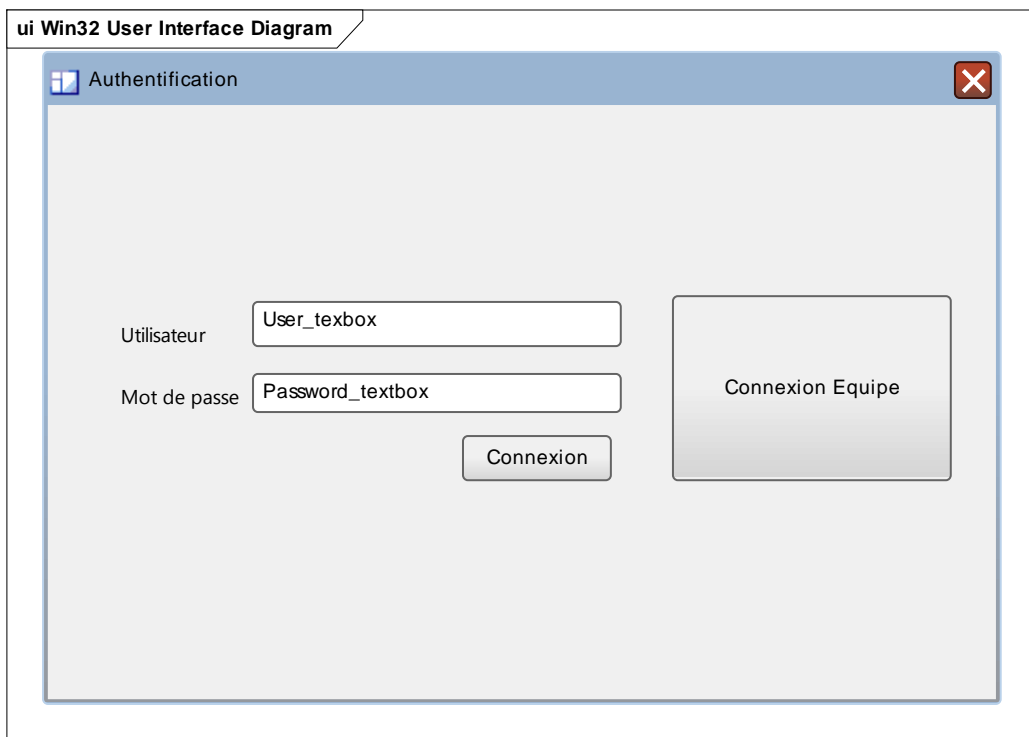 ui Win32 User Interface Diagram
Authentification
Utilisateur
User_texbox
Mot de passe
Password_textbox
Connexion
Connexion Equipe